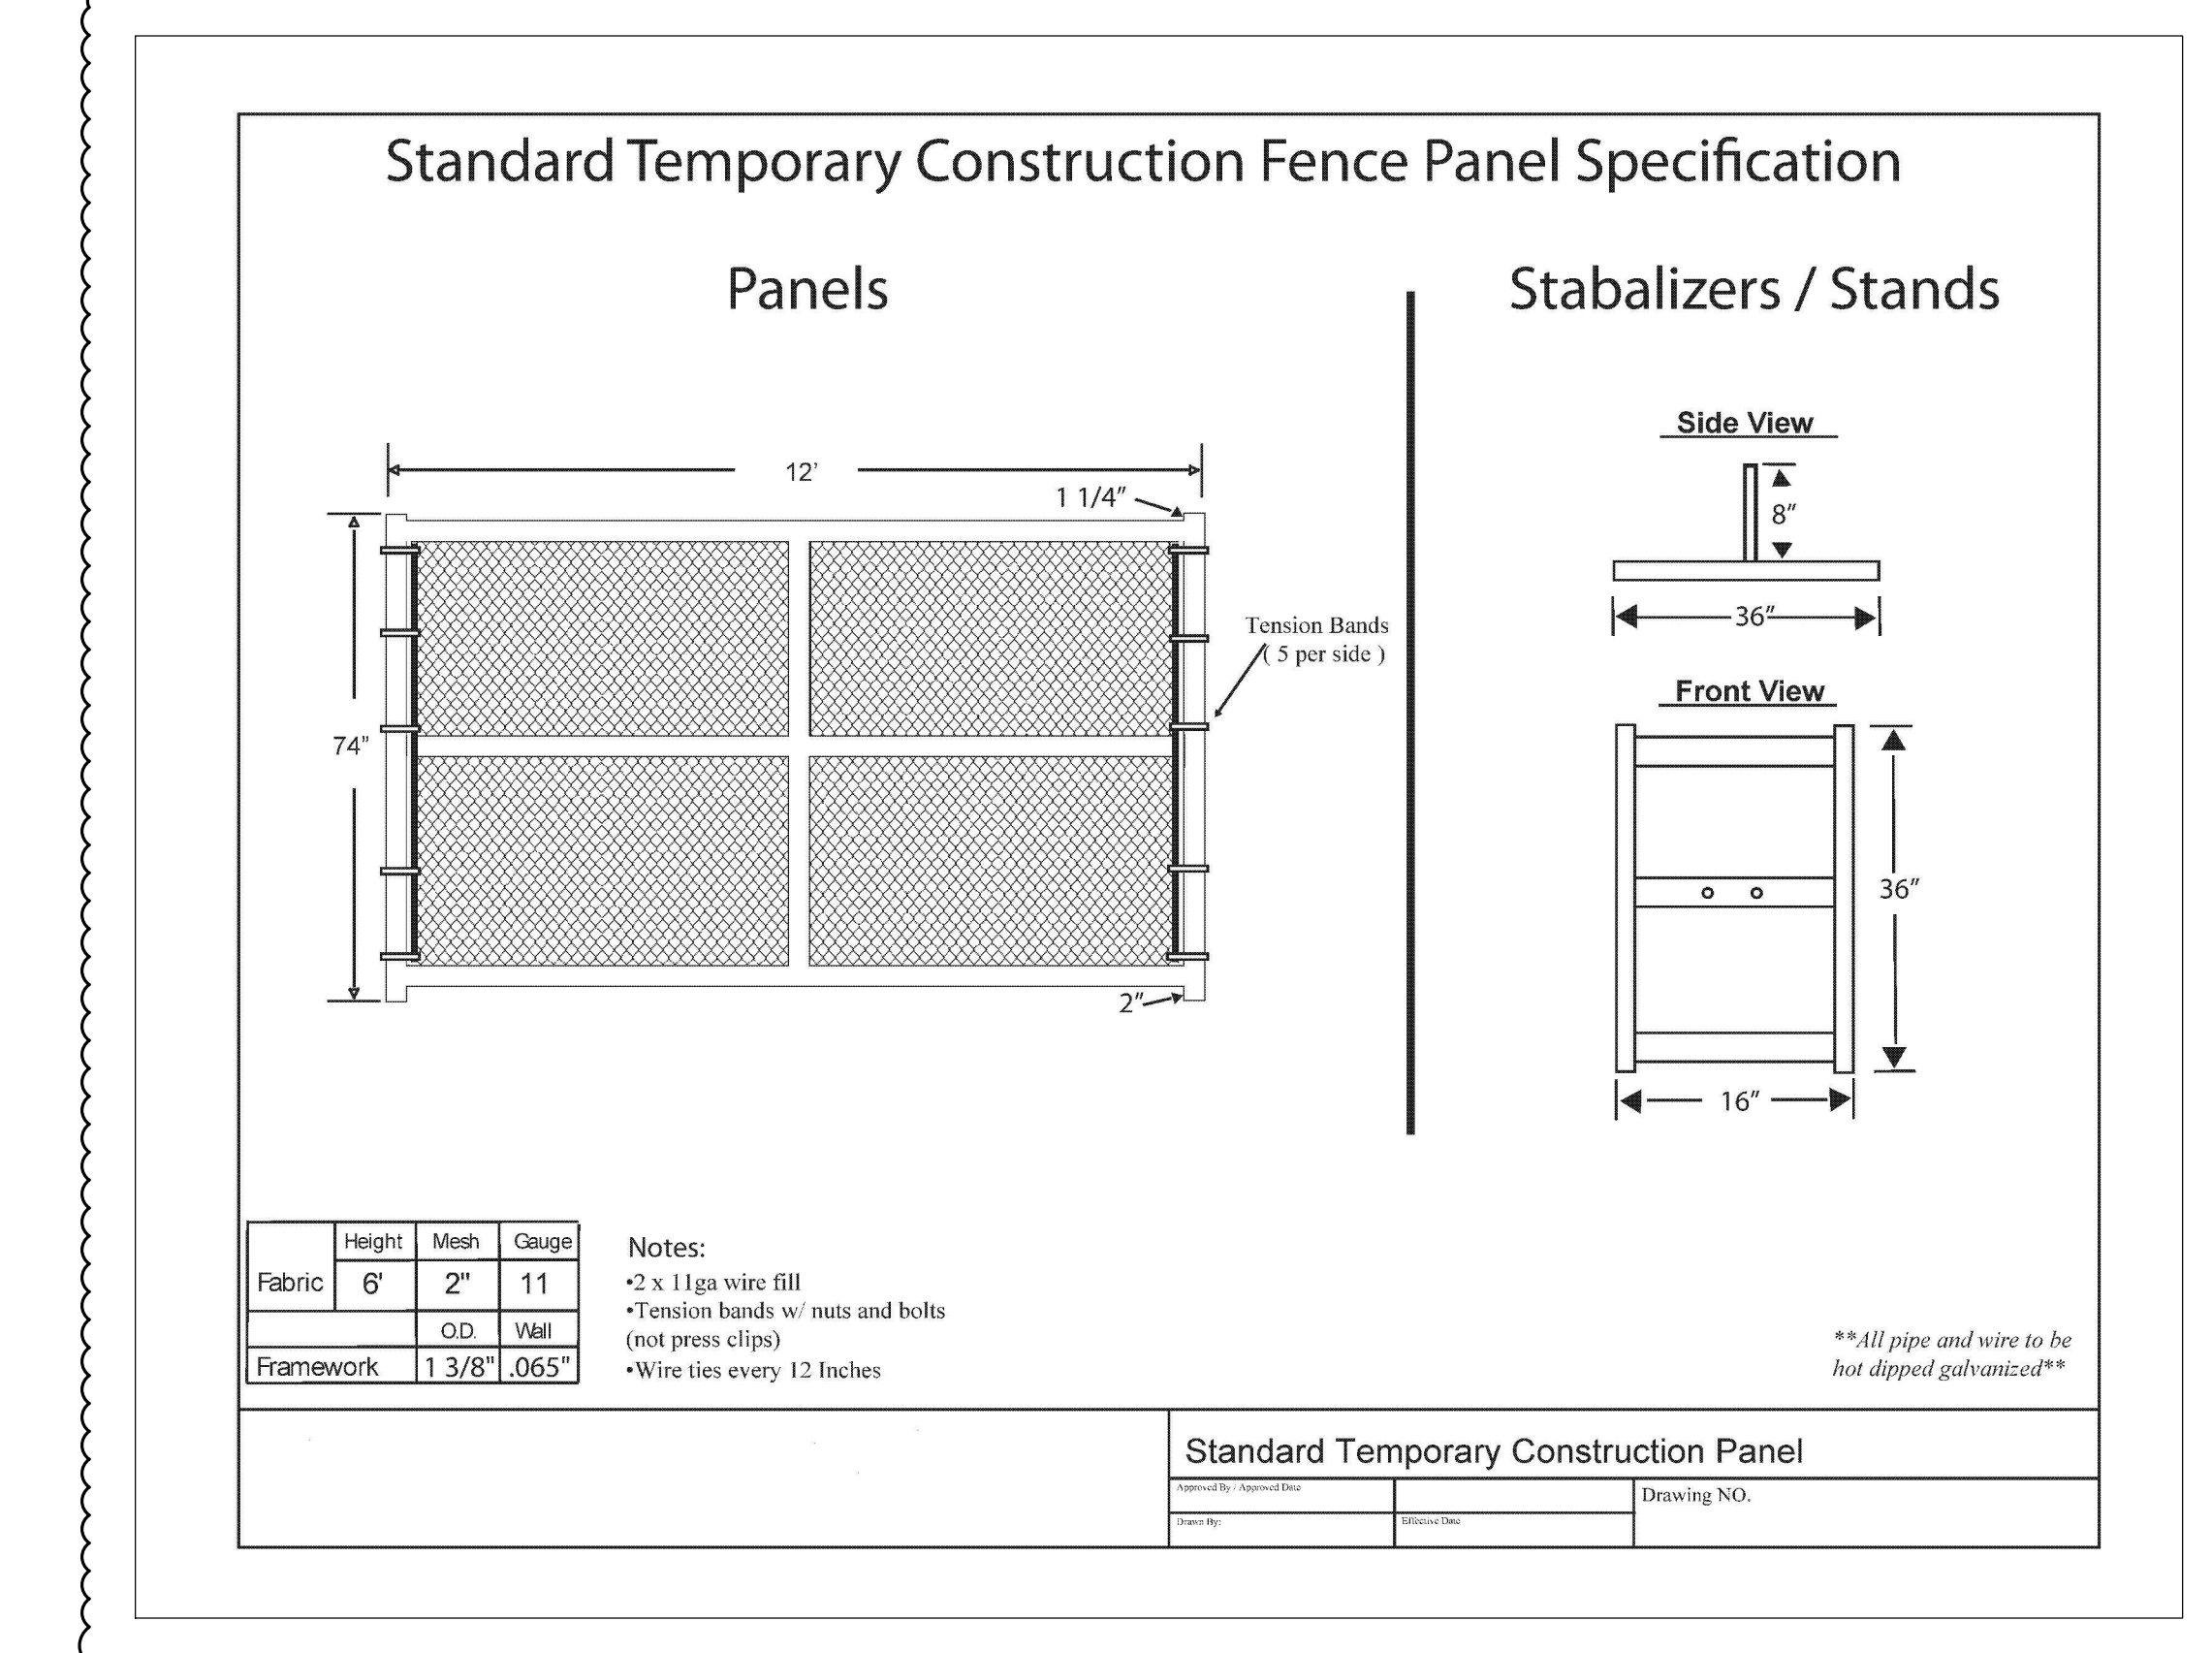 Standard Temporary Construction Fence Panel Specification
Panels
Stabalizers / Stands
12’
1 1/4”
74”
Tension Bands
( 5 per side )
2”
Side View
8”
36”
Front View
36”
16”
Height Mesh Gauge
Fabric 6' 2" 11
O.D. Wall
Framework 1 3/8" .065"
Notes:
•2 x 11ga wire fill
•Tension bands w/ nuts and bolts
(not press clips)
•Wire ties every 12 Inches
**All pipe and wire to be
hot dipped galvanized**
Standard Temporary Construction Panel
Approved By / Approved Date
Drawing NO.
Drawn By:
Effective Date